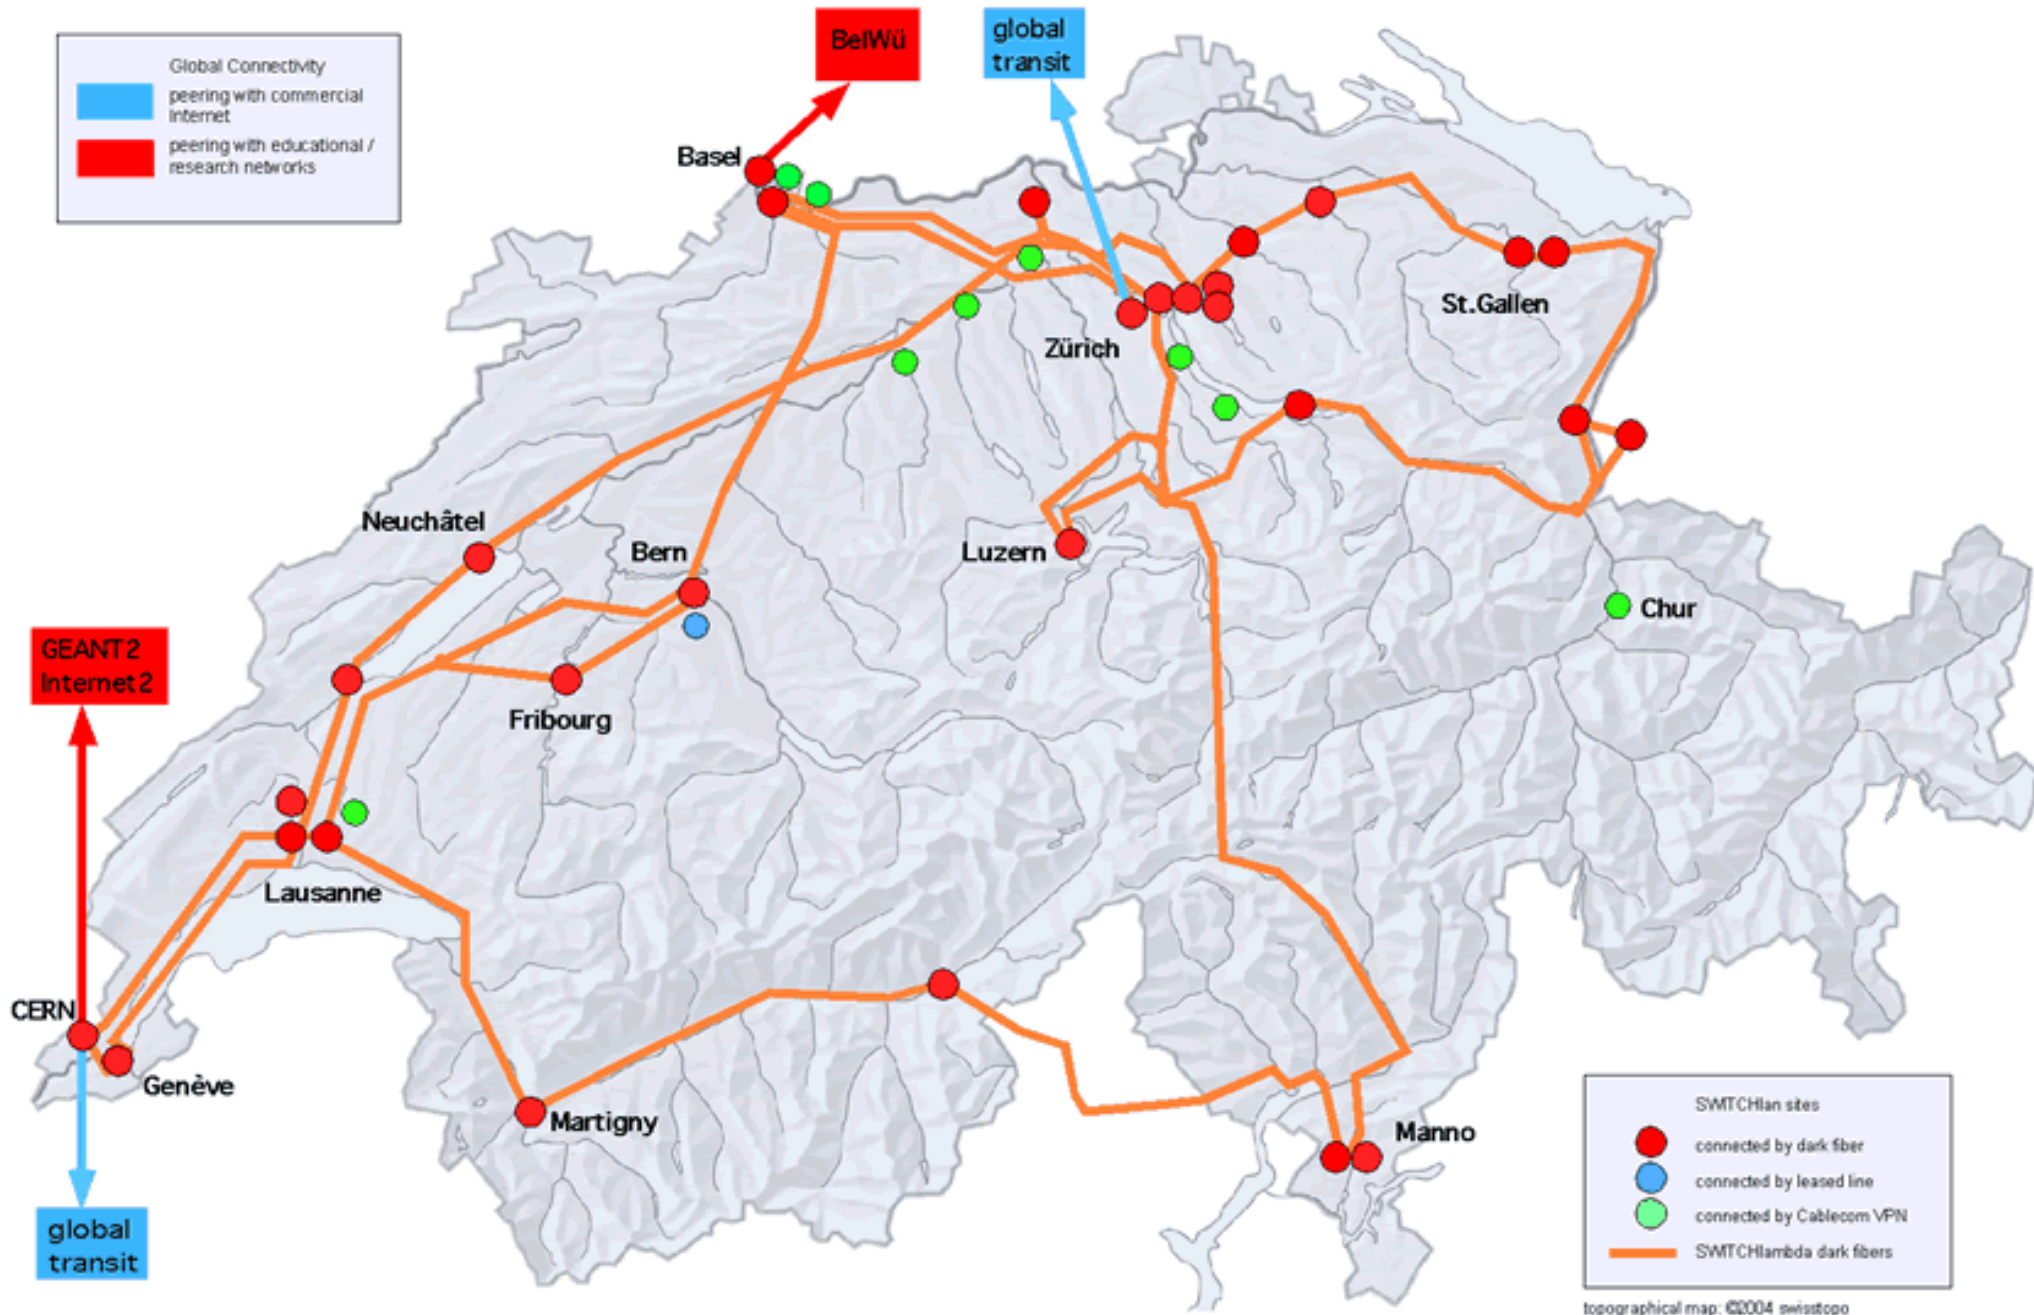 Global Connectivity
peering with commercial
Internet
peering with educational /
research networks
BelWü
global
transit
Basel
St.Gallen
Zürich
Neuchâtel
Bern
Luzern
Chur
GEANT2
Internet2
Fribourg
Lausanne
CERN
Genève
Martigny
Manno
global
transit
SWITCHlan sites
connected by dark fiber
connected by leased line
connected by Cablecom VPN
SWITCHlambda dark fibers
topographical map: ©2004 swisstopo